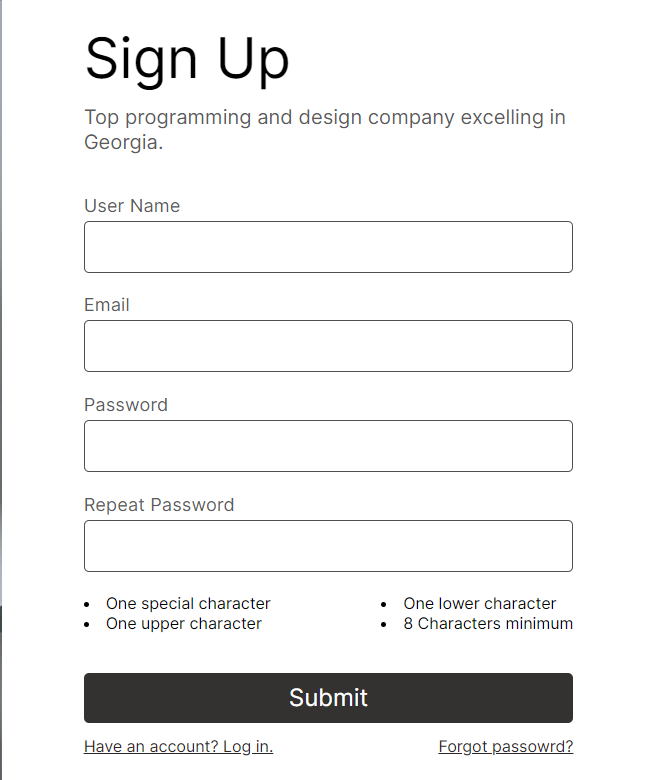 Sign Up
Top programming and design company excelling in
Georgia.
User Name
Email
Password
Repeat Password
One special character
One upper character
One lower character
8 Characters minimum
Submit
Have an account? Log in.
Forgot passowrd?